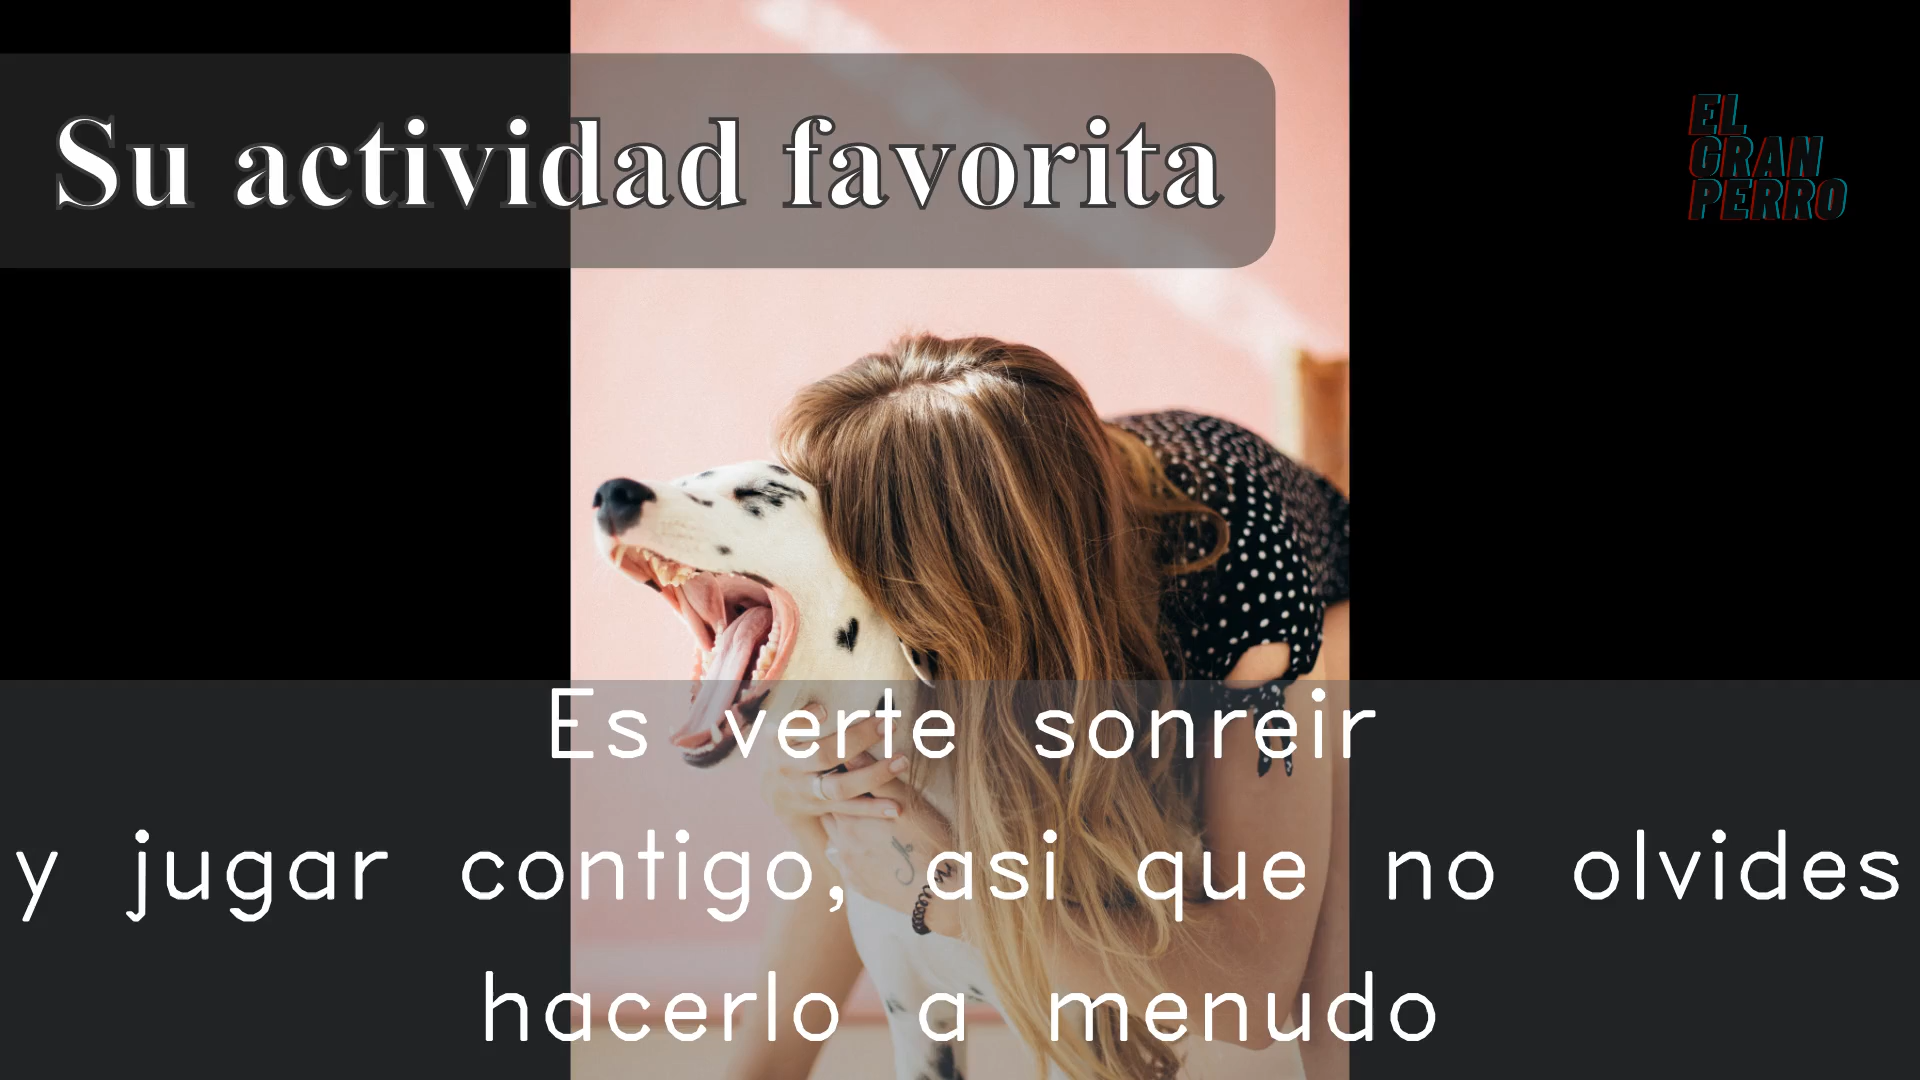 Su actividad favorita
EL
GRAN
PERRO
Es verte sonreir
y jugar contigo, asi que no olvides
hacerlo a menudo